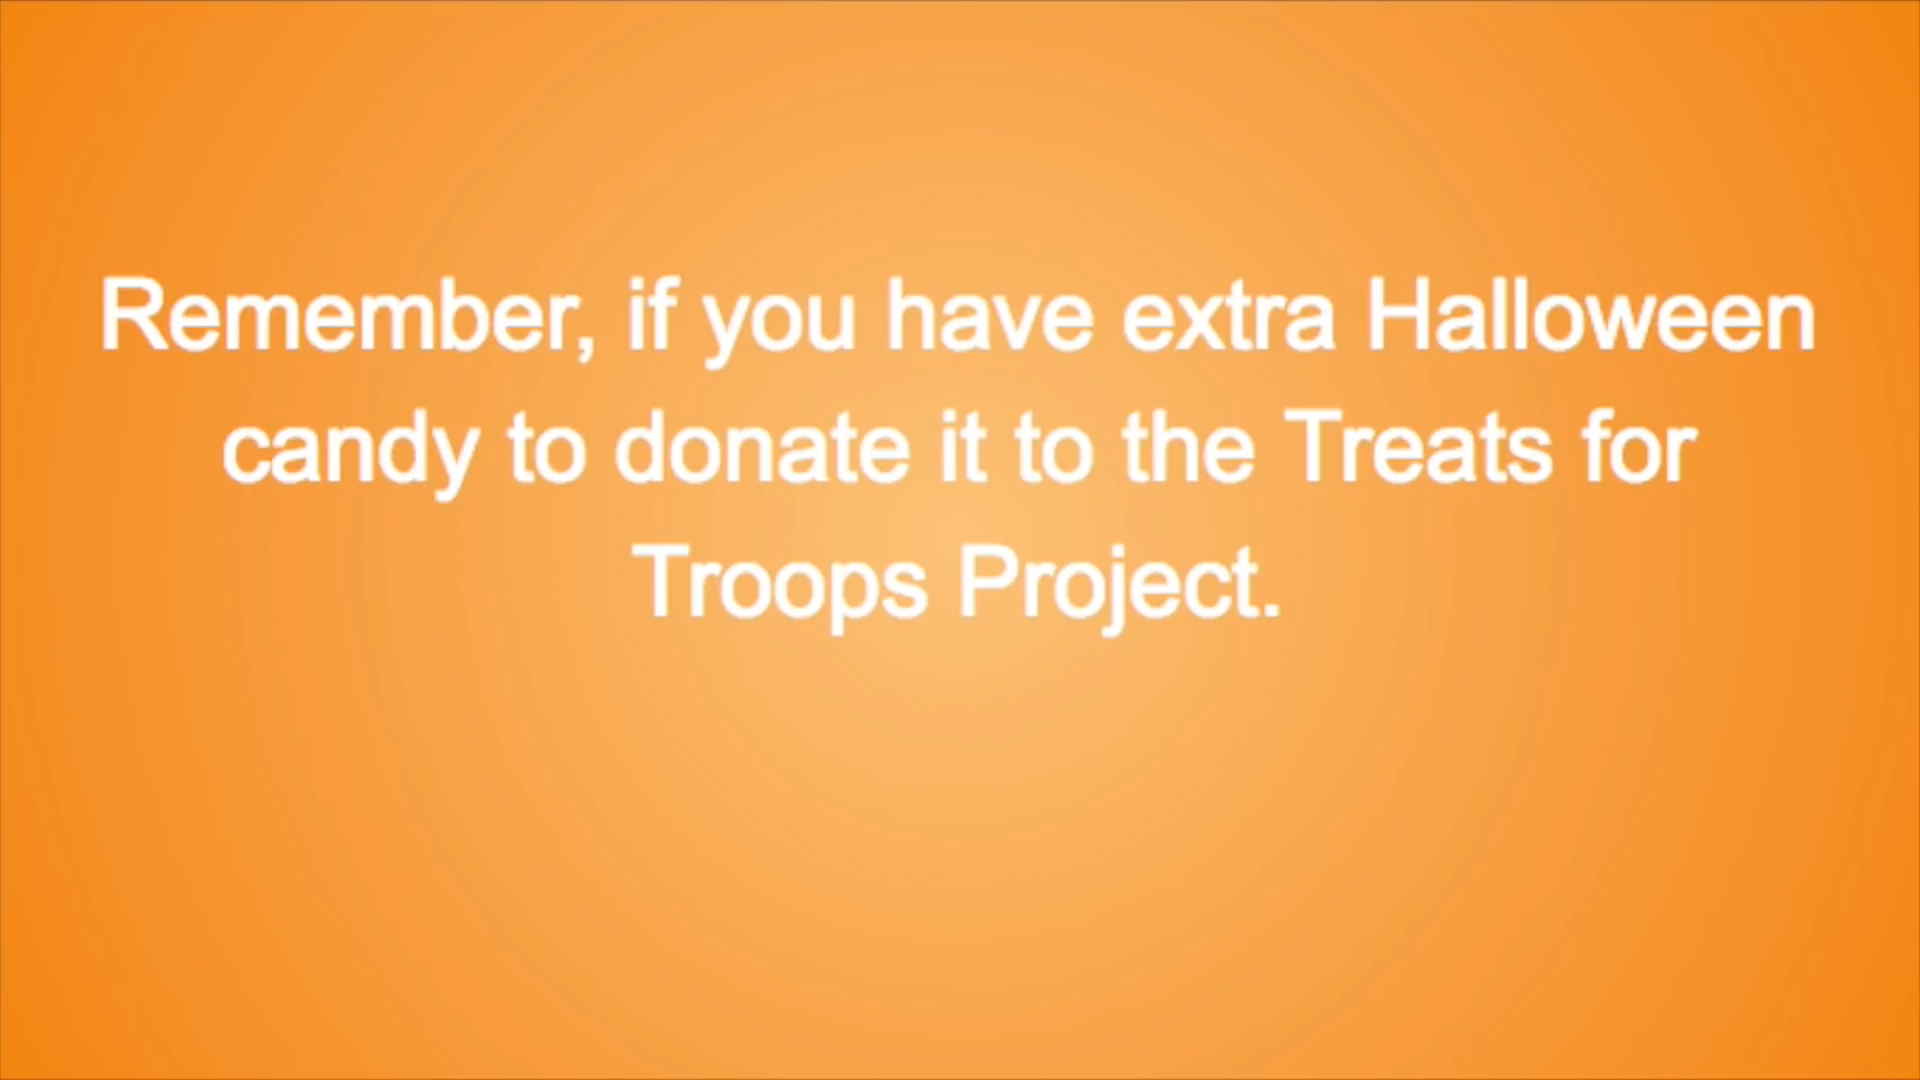 Remember, if you have extra Halloween
candy to donate it to the Treats for
Troops Project.